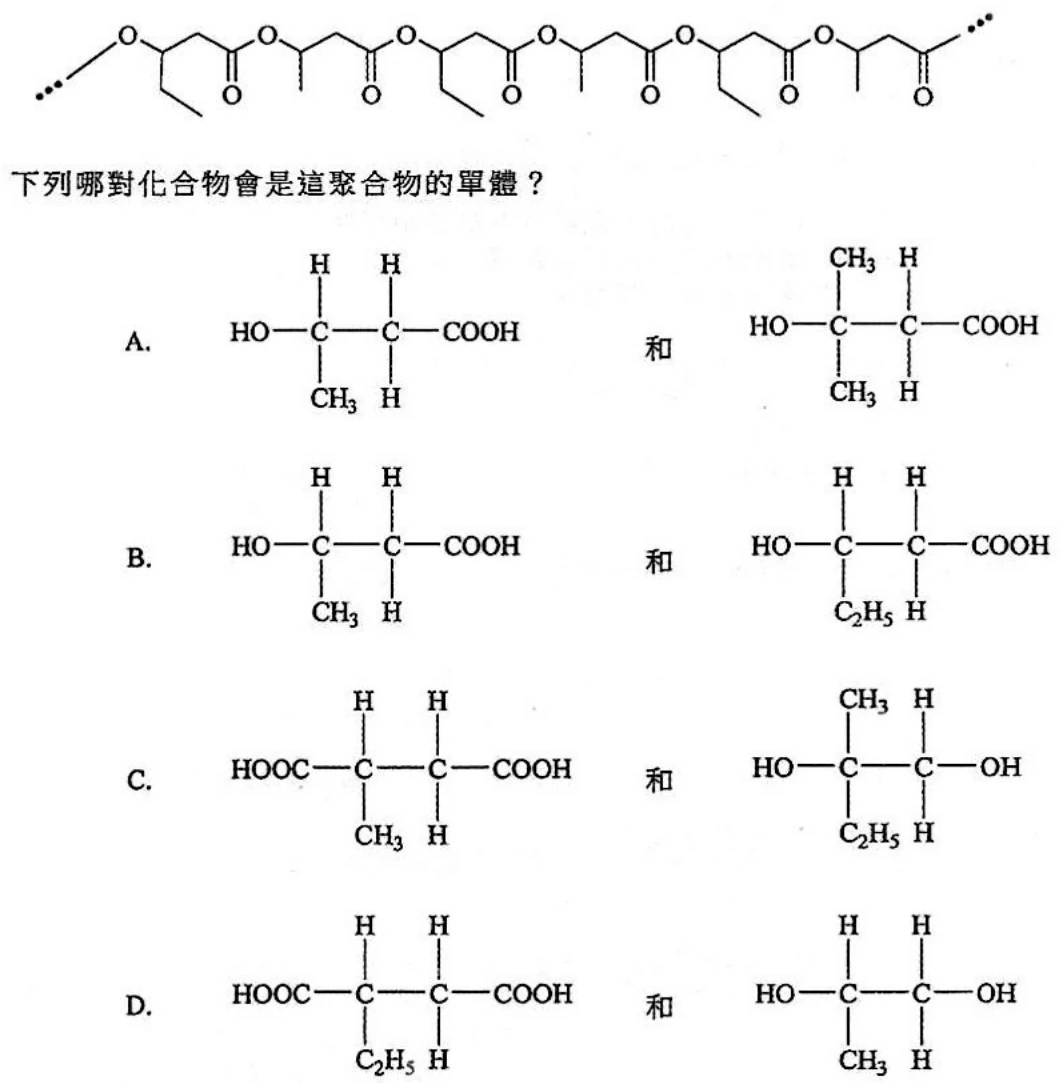 O O O O O O
O O O O O O
下列哪對化合物會是這聚合物的單體？
H H CH₃ H
A. HO C C COOH 和 HO C C COOH
CH₃ H CH₃ H
H H H H
B. HO C C COOH 和 HO C C COOH
CH₃ H C₂H₅ H
H H CH₃ H
C. HOOC C C COOH 和 HO C C OH
CH₃ H C₂H₅ H
H H H H
D. HOOC C C COOH 和 HO C C OH
C₂H₅ H CH₃ H